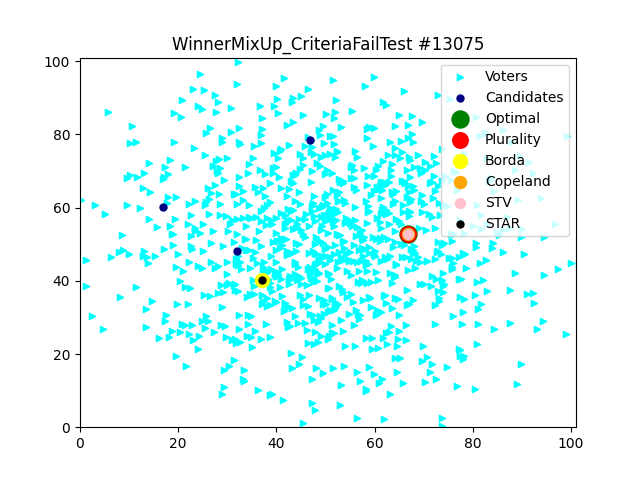 WinnerMixUp_CriteriaFailTest #13075
100
80
60
40
20
0
0 20 40 60 80 100
Voters
Candidates
Optimal
Plurality
Borda
Copeland
STV
STAR